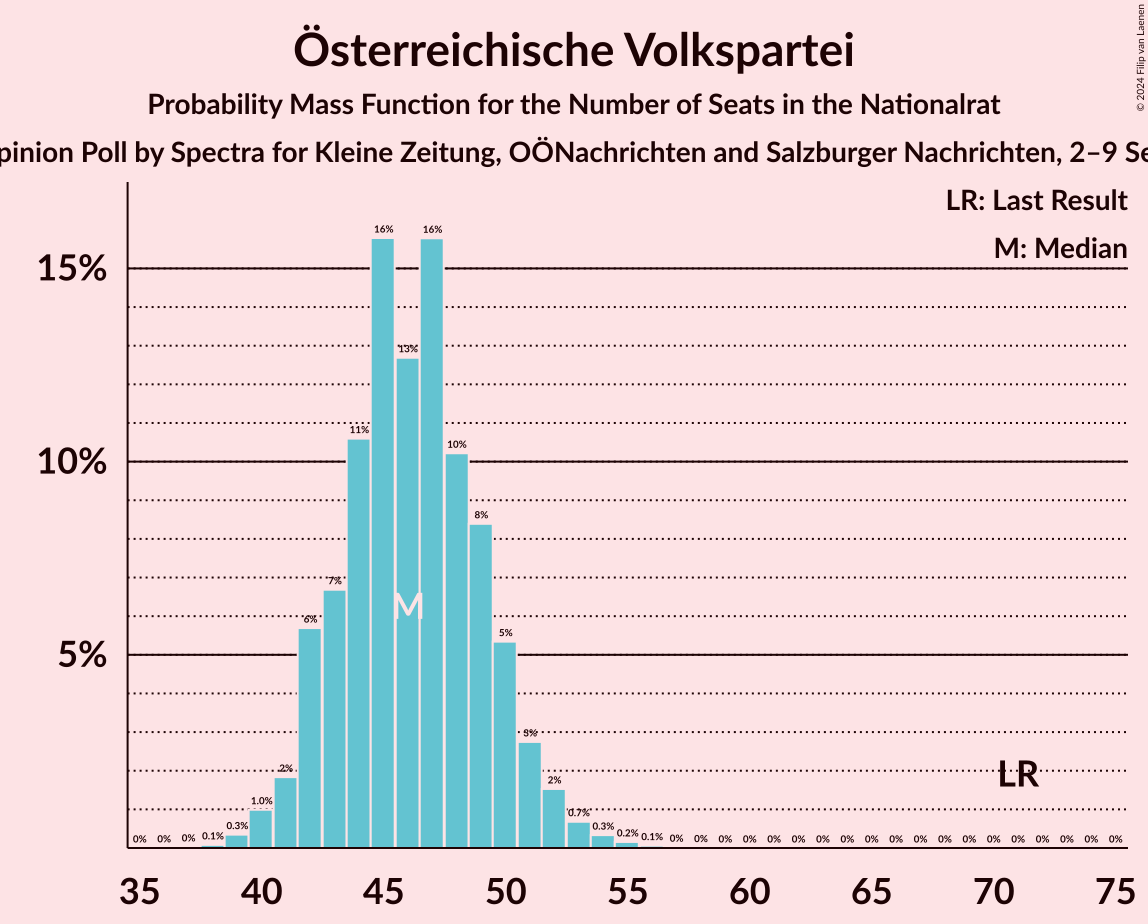 Österreichische Volkspartei
Probability Mass Function for the Number of Seats in the Nationalrat
Poll by Spectra for Kleine Zeitung, OÖNachrichten and Salzburger Nachrichten, 2–9
© 2024 Filip van Laenen
LR: Last Result
M: Median
15%
10%
5%
0% 0% 0% 0.1% 0.3% 1.0% 2% 6% 7% 11% 16% 13% 16% 10% 8% 5% 3% 2% 0.7% 0.3% 0.2% 0.1% 0% 0% 0% 0% 0% 0% 0% 0% 0% 0% 0% 0% 0% 0% 0% 0% 0% 0% 0%
M
LR
35 40 45 50 55 60 65 70 75